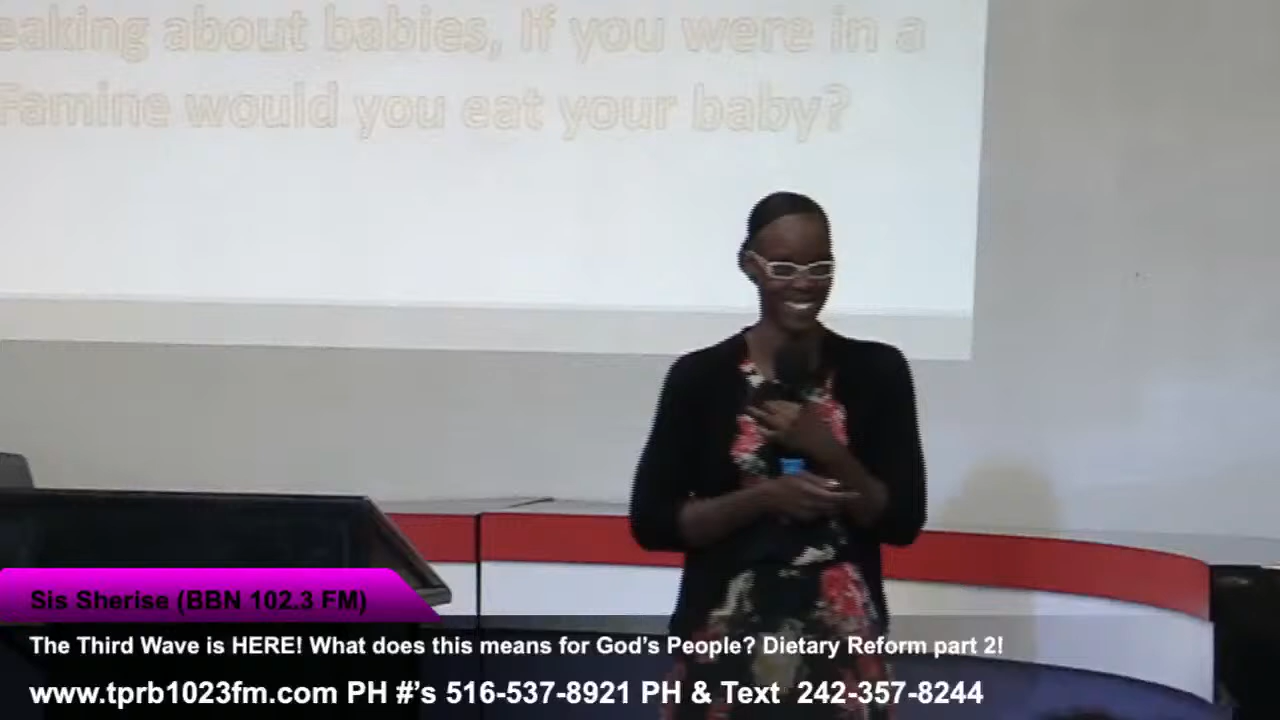 eaking about babies, If you were in a
Famine would you eat your baby?
Sis Sherise (BBN 102.3 FM)
The Third Wave is HERE! What does this means for God's People? Dietary Reform part 2!
www.tprb1023fm.com PH #'s 516-537-8921 PH & Text 242-357-8244